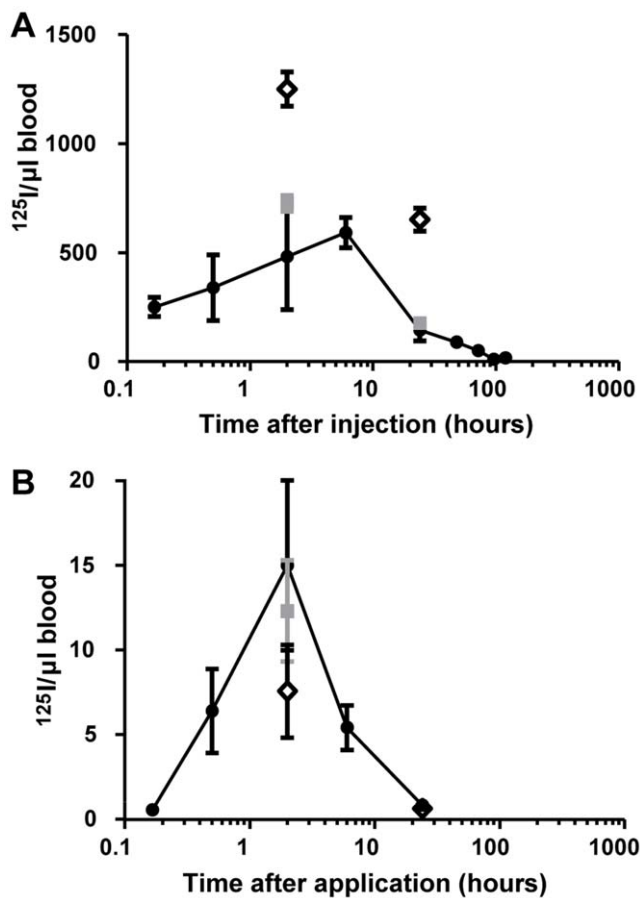 A
1500
1000
500
0
¹²⁵I/µl blood
0.1 1 10 100 1000
Time after injection (hours)
B
20
15
10
5
0
¹²⁵I/µl blood
0.1 1 10 100 1000
Time after application (hours)